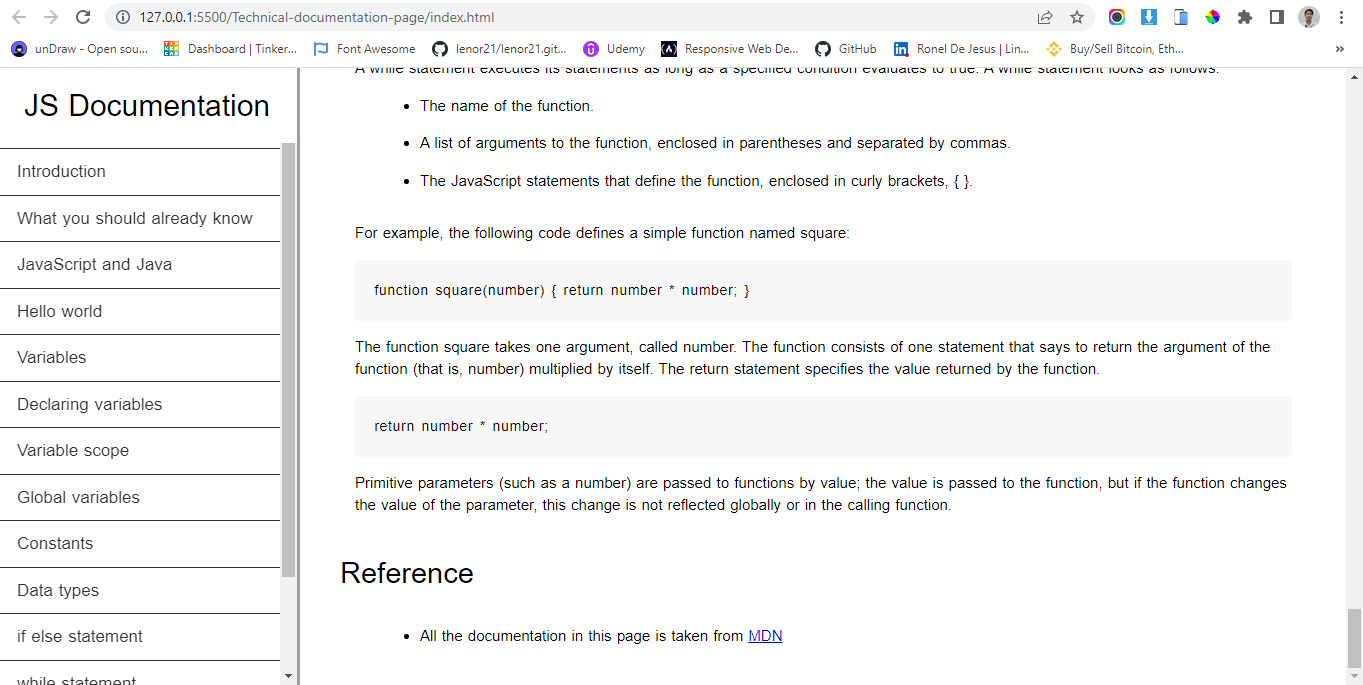 127.0.0.1:5500/Technical-documentation-page/index.html
unDraw - Open sou... Dashboard | Tinker... Font Awesome lenor21/lenor21.git... Udemy Responsive Web De... GitHub Ronel De Jesus | Lin... Buy/Sell Bitcoin, Eth... »
JS Documentation
Introduction
What you should already know
JavaScript and Java
Hello world
Variables
Declaring variables
Variable scope
Global variables
Constants
Data types
if else statement
while statement
A while statement executes its statements as long as a specified condition evaluates to true. A while statement looks as follows:
• The name of the function.
• A list of arguments to the function, enclosed in parentheses and separated by commas.
• The JavaScript statements that define the function, enclosed in curly brackets, { }.
For example, the following code defines a simple function named square:
function square(number) { return number * number; }
The function square takes one argument, called number. The function consists of one statement that says to return the argument of the
function (that is, number) multiplied by itself. The return statement specifies the value returned by the function.
return number * number;
Primitive parameters (such as a number) are passed to functions by value; the value is passed to the function, but if the function changes
the value of the parameter, this change is not reflected globally or in the calling function.
Reference
• All the documentation in this page is taken from MDN